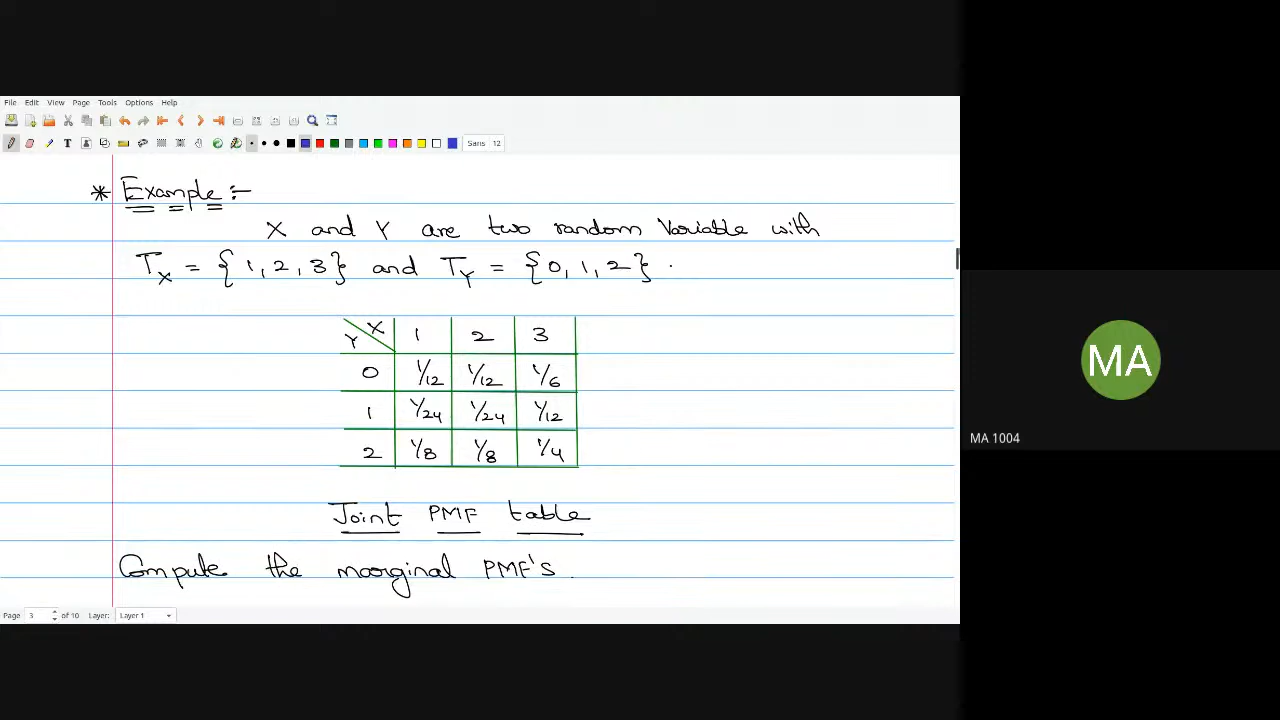 File Edit View Page Tools Options Help
Sans 12
* Example :-
X and Y are two random variable with
T_X = { 1, 2, 3 } and T_Y = { 0, 1, 2 } .
Y X 1 2 3
0 1/12 1/12 1/6
1 1/24 1/24 1/12
2 1/8 1/8 1/4
Joint PMF table
Compute the marginal PMF's .
Page 3 of 10 Layer: Layer 1
MA
MA 1004